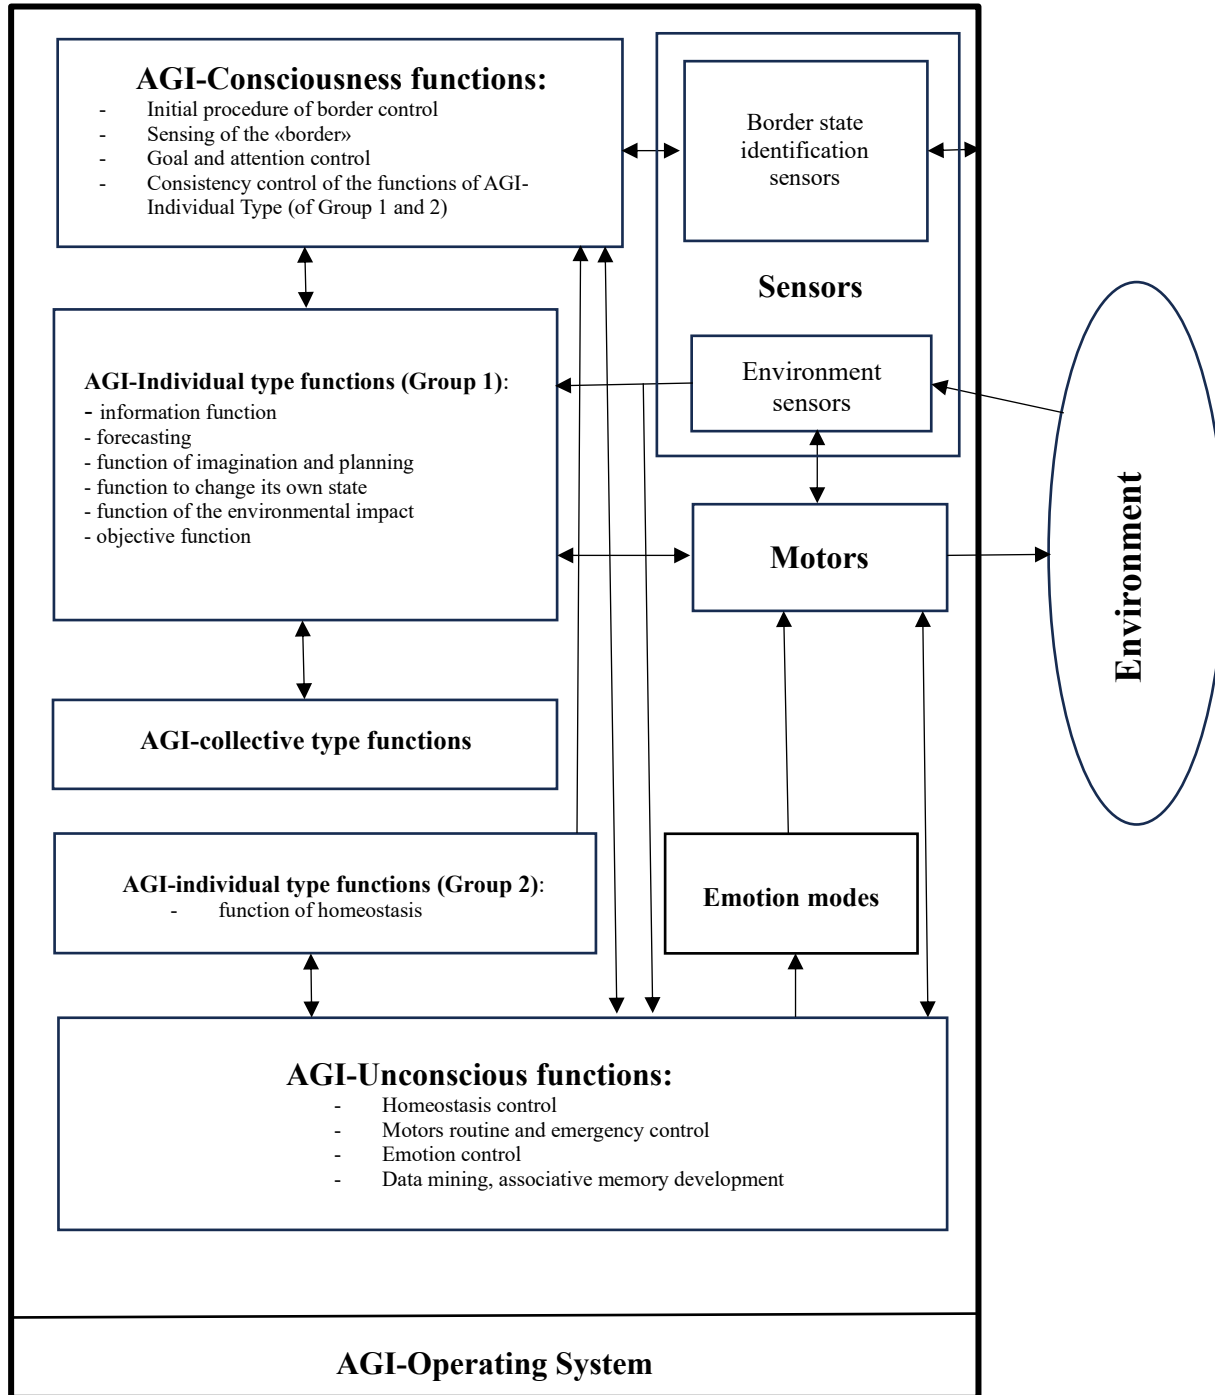 AGI-Consciousness functions:
- Initial procedure of border control
- Sensing of the «border»
- Goal and attention control
- Consistency control of the functions of AGI-
Individual Type (of Group 1 and 2)
Border state
identification
sensors
Sensors
Environment
sensors
AGI-Individual type functions (Group 1):
- information function
- forecasting
- function of imagination and planning
- function to change its own state
- function of the environmental impact
- objective function
Motors
Environment
AGI-collective type functions
AGI-individual type functions (Group 2):
- function of homeostasis
Emotion modes
AGI-Unconscious functions:
- Homeostasis control
- Motors routine and emergency control
- Emotion control
- Data mining, associative memory development
AGI-Operating System